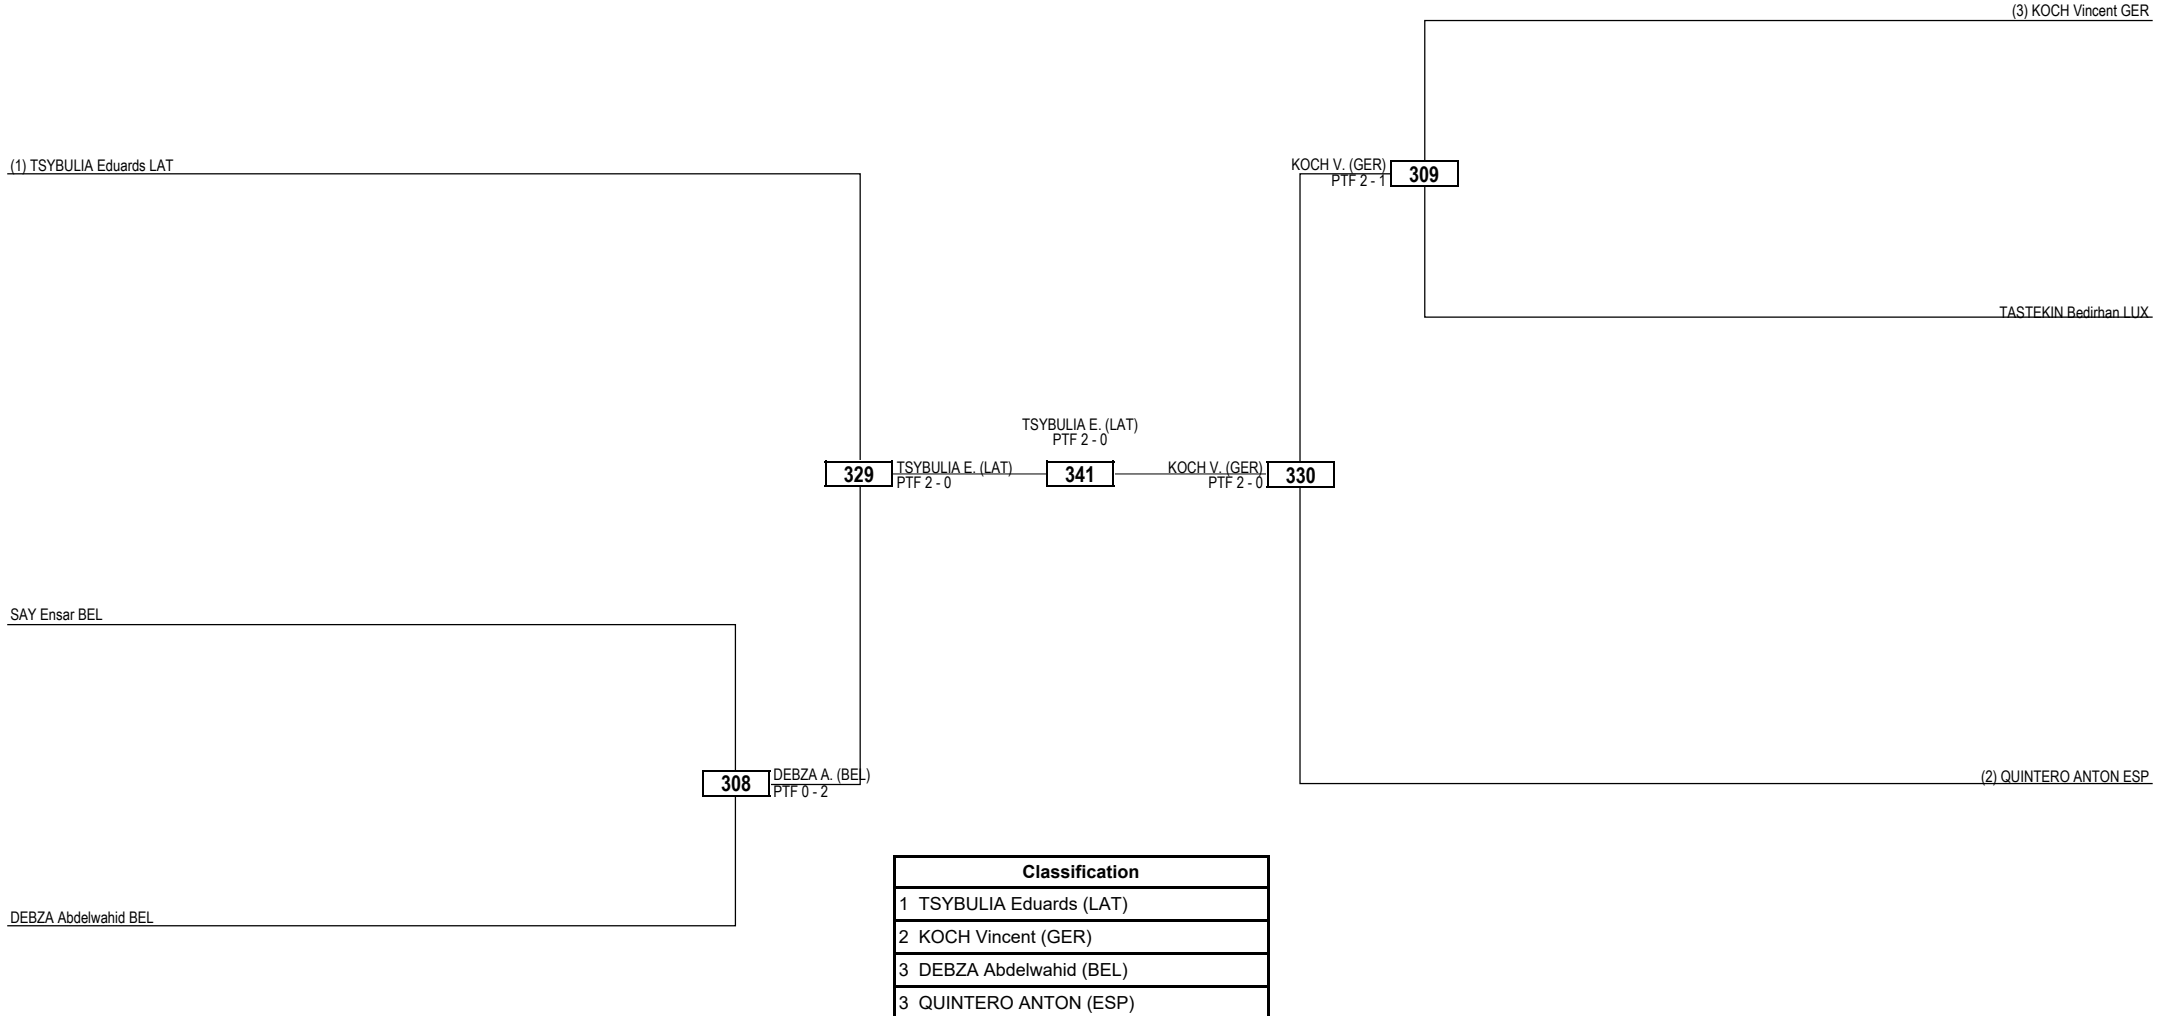 (3) KOCH Vincent GER
(1) TSYBULIA Eduards LAT
KOCH V. (GER)
PTF 2 - 1
309
TASTEKIN Bedirhan LUX
TSYBULIA E. (LAT)
PTF 2 - 0
329
TSYBULIA E. (LAT)
PTF 2 - 0
341
KOCH V. (GER)
PTF 2 - 0
330
SAY Ensar BEL
308
DEBZA A. (BEL)
PTF 0 - 2
(2) QUINTERO ANTON ESP
DEBZA Abdelwahid BEL
Classification
1 TSYBULIA Eduards (LAT)
2 KOCH Vincent (GER)
3 DEBZA Abdelwahid (BEL)
3 QUINTERO ANTON (ESP)